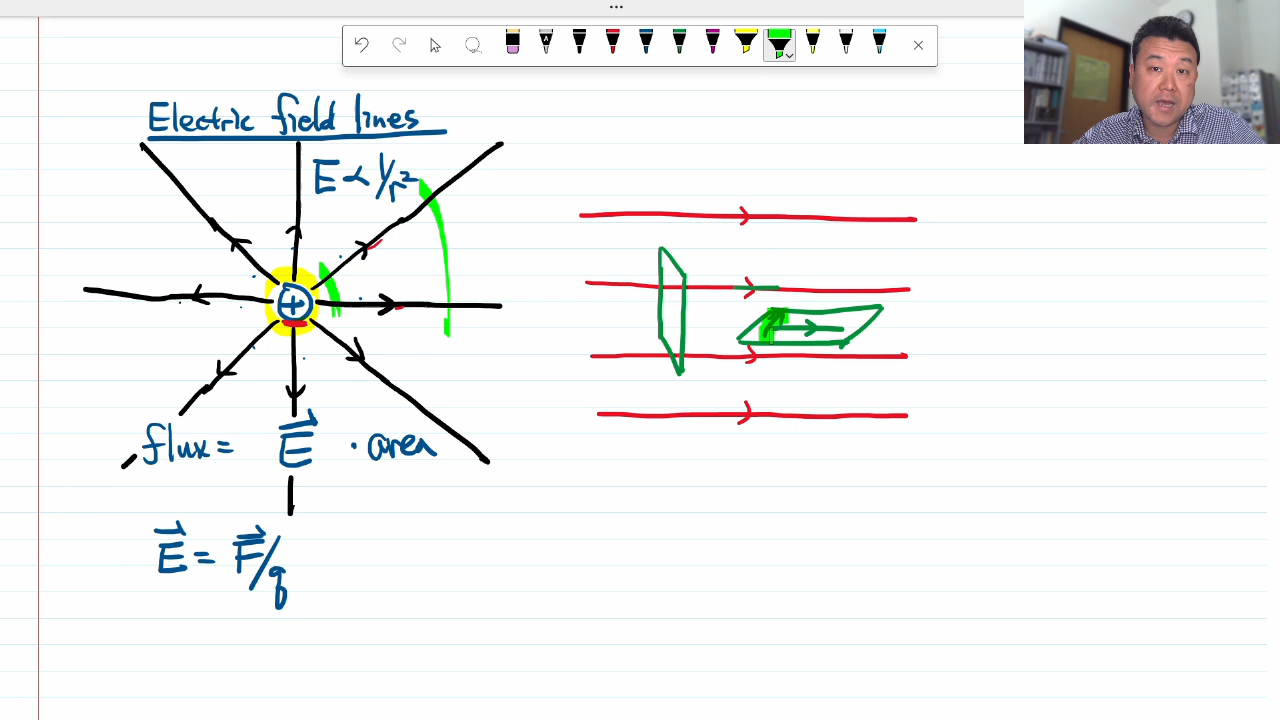 Electric field lines
E ∝ 1/r²
+
flux = E⃗ · area
E⃗ = F⃗/q